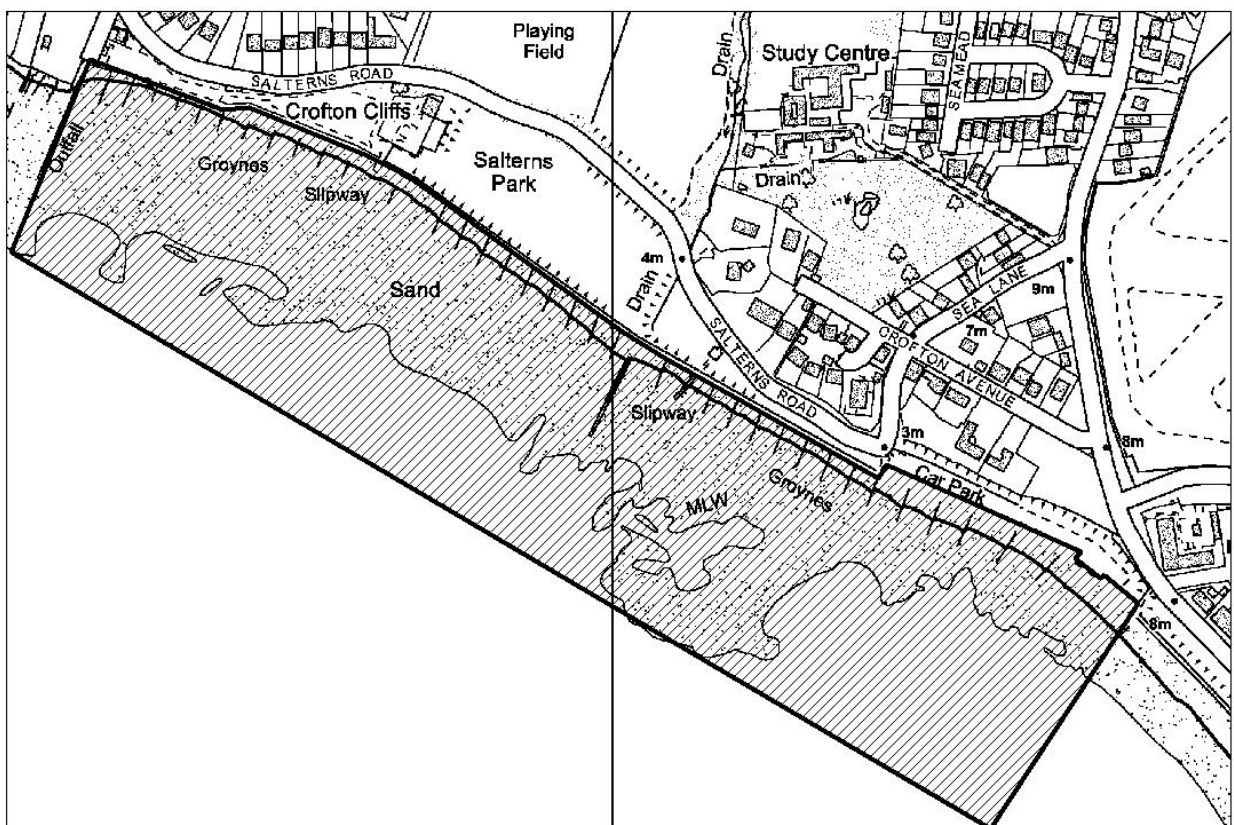 Playing
Field
Drain
Study Centre
SEAMEAD
SALTERNS ROAD
Crofton Cliffs
Outfall
Groynes
Slipway
Salterns
Park
Drain
4m
Sand
Drain
SEA LANE
9m
7m
CROFTON AVENUE
SALTERNS ROAD
Slipway
3m
8m
Car Park
Groynes
MLW
8m